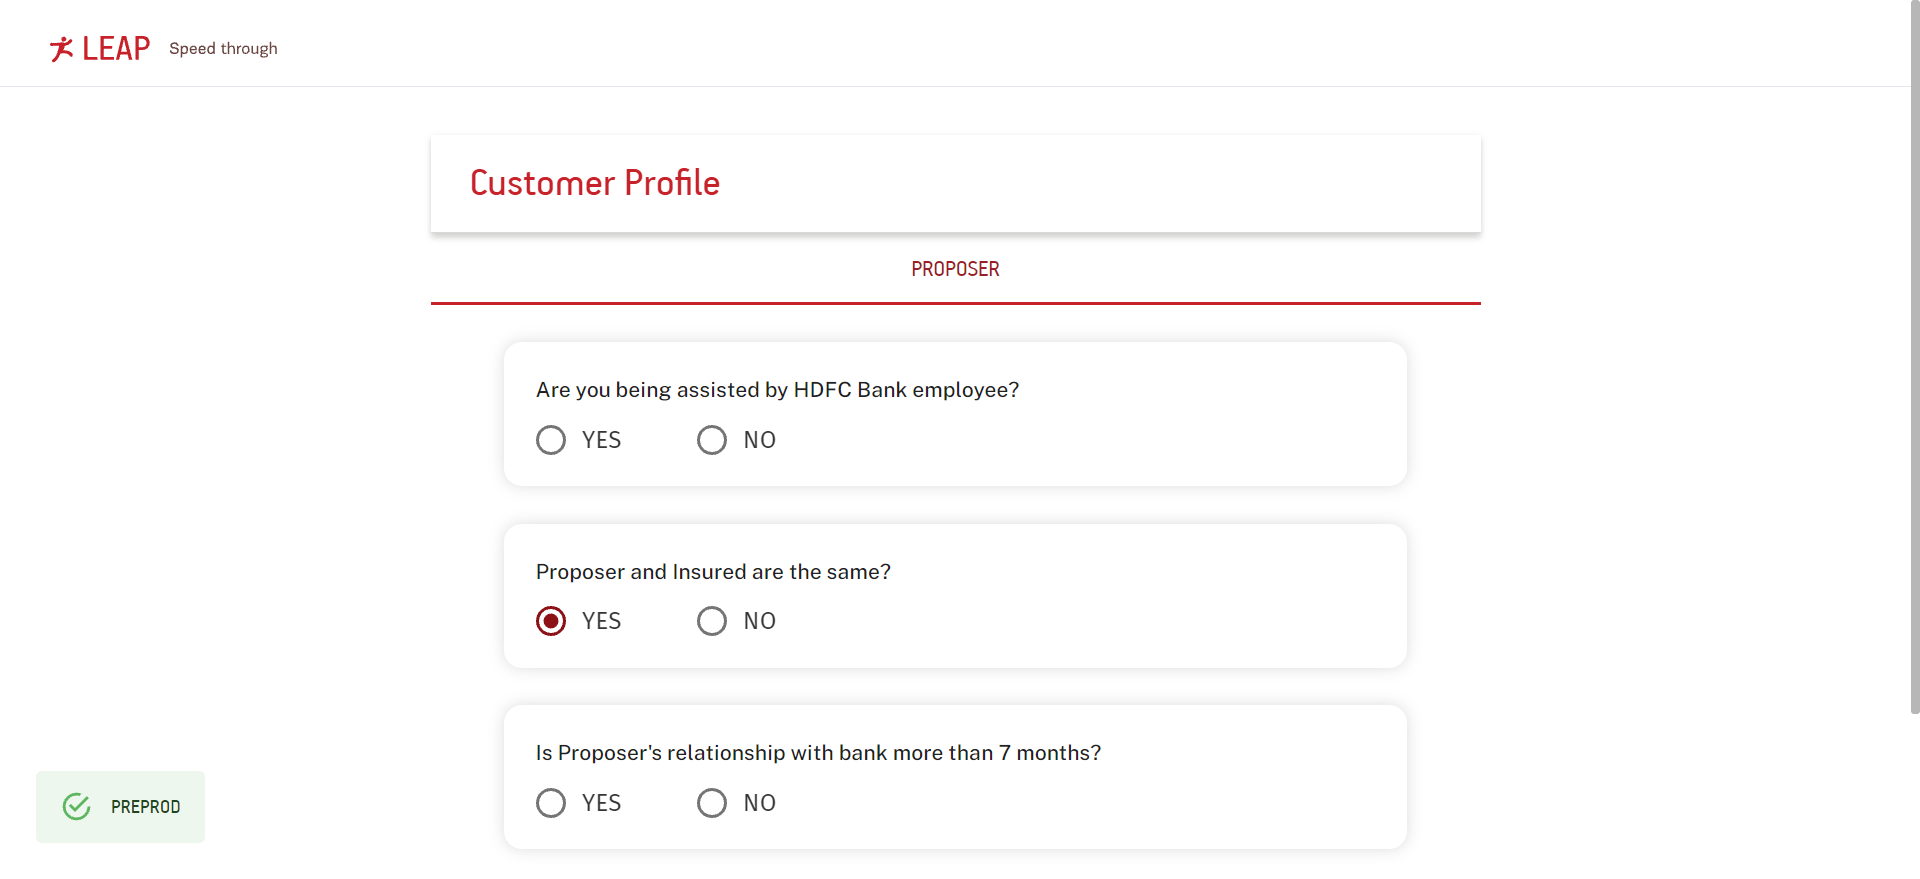 LEAP Speed through
Customer Profile
PROPOSER
Are you being assisted by HDFC Bank employee?
YES NO
Proposer and Insured are the same?
YES NO
Is Proposer's relationship with bank more than 7 months?
YES NO
PREPROD